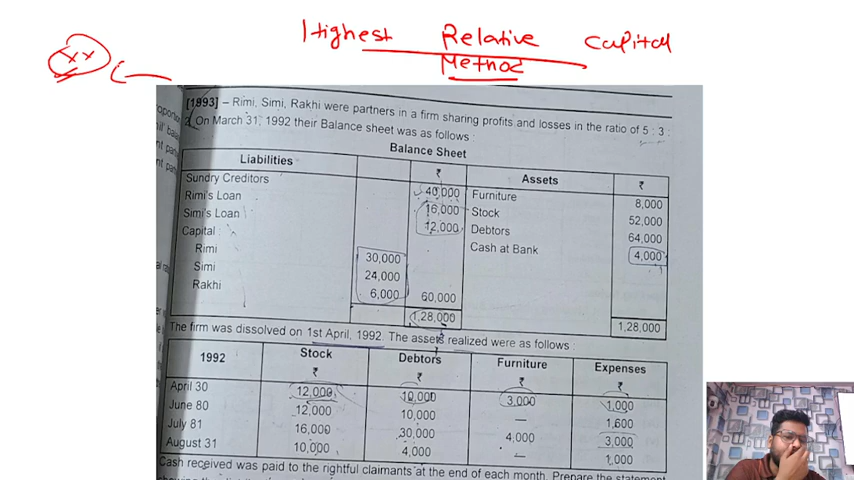 Highest Relative Capital
Method
xx
[1993] – Rimi, Simi, Rakhi were partners in a firm sharing profits and losses in the ratio of 5 : 3 :
2. On March 31, 1992 their Balance sheet was as follows :
Balance Sheet
Liabilities ₹ Assets ₹
Sundry Creditors 40,000 Furniture 8,000
Rimi's Loan 16,000 Stock 52,000
Simi's Loan 12,000 Debtors 64,000
Capital : Cash at Bank 4,000
Rimi 30,000
Simi 24,000
Rakhi 6,000 60,000
1,28,000 1,28,000
The firm was dissolved on 1st April, 1992. The assets realized were as follows :
1992 Stock Debtors Furniture Expenses
₹ ₹ ₹ ₹
April 30 12,000 10,000 3,000 1,000
June 80 12,000 10,000 — 1,600
July 81 16,000 30,000 4,000 3,000
August 31 10,000 4,000 — 1,000
Cash received was paid to the rightful claimants at the end of each month. Prepare the statement